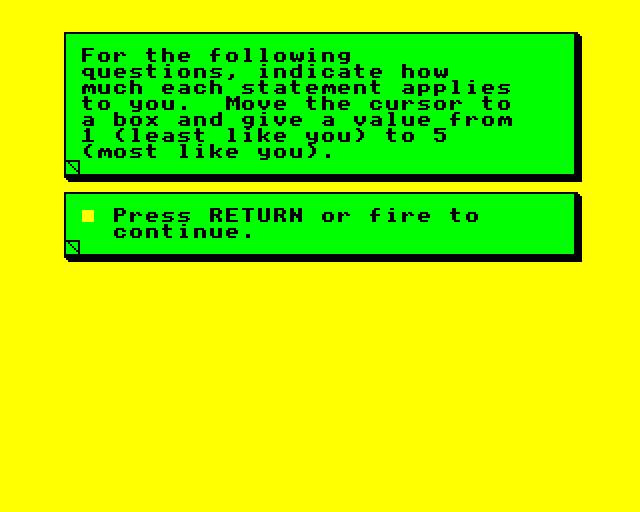 For the following
questions, indicate how
much each statement applies
to you.  Move the cursor to
a box and give a value from
1 (least like you) to 5
(most like you).
Press RETURN or fire to
continue.